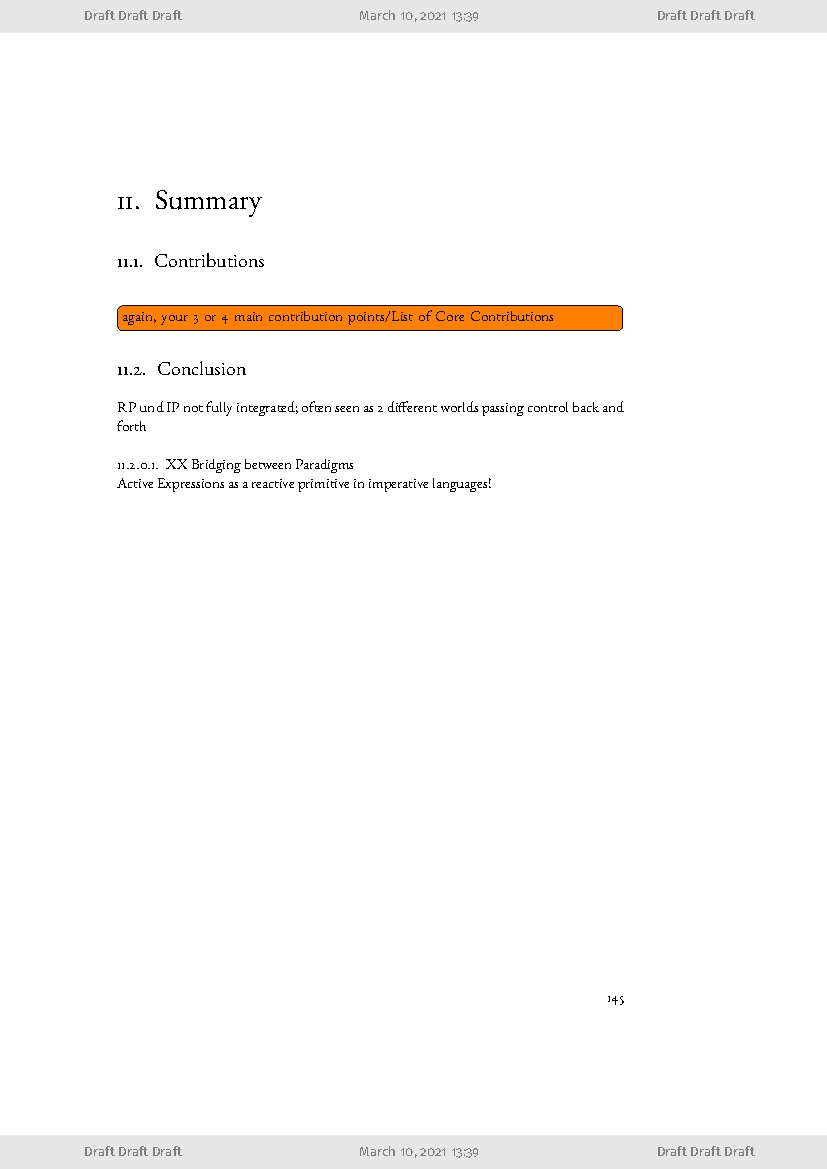 Draft Draft Draft March 10, 2021 13:39 Draft Draft Draft
11. Summary
11.1. Contributions
again, your 3 or 4 main contribution points/List of Core Contributions
11.2. Conclusion
RP und IP not fully integrated; often seen as 2 different worlds passing control back and
forth
11.2.0.1. XX Bridging between Paradigms
Active Expressions as a reactive primitive in imperative languages!
145
Draft Draft Draft March 10, 2021 13:39 Draft Draft Draft